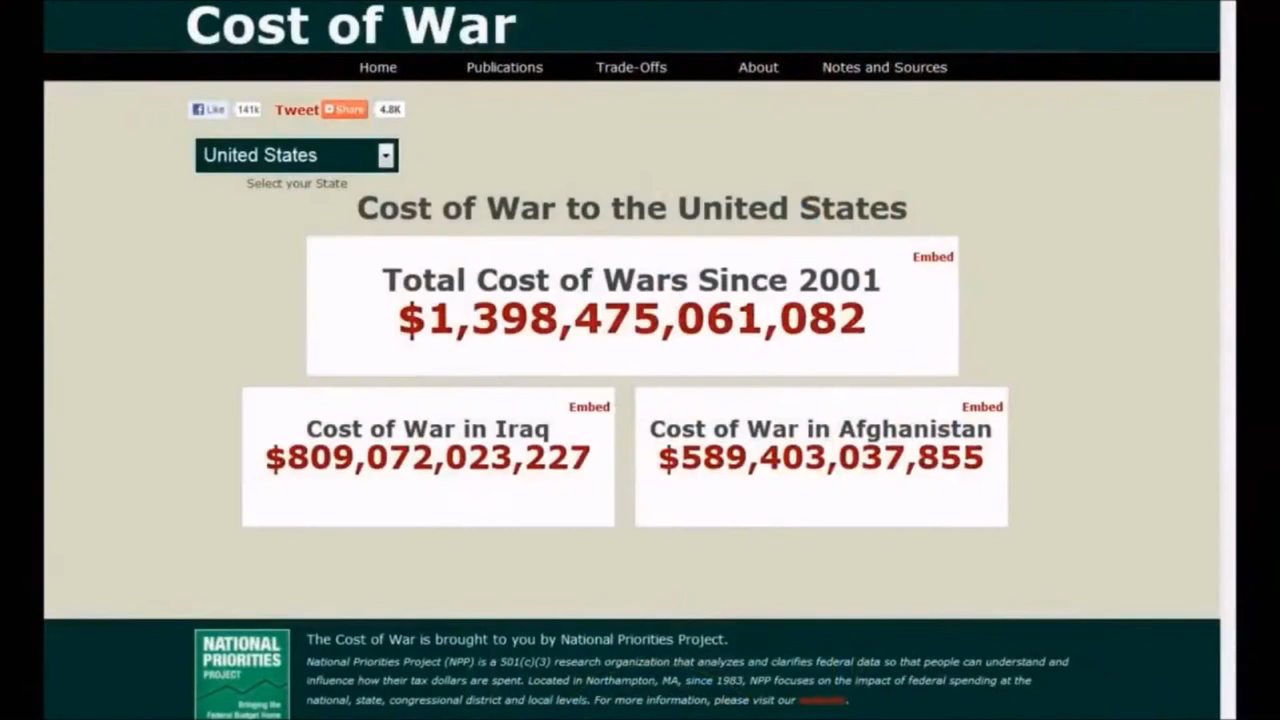 Cost of War
Home Publications Trade-Offs About Notes and Sources
Like 141k Tweet Share 4.8K
United States
Select your State
Cost of War to the United States
Embed
Total Cost of Wars Since 2001
$1,398,475,061,082
Embed
Cost of War in Iraq
$809,072,023,227
Embed
Cost of War in Afghanistan
$589,403,037,855
NATIONAL
PRIORITIES
PROJECT
Bringing the
Federal Budget Home
The Cost of War is brought to you by National Priorities Project.
National Priorities Project (NPP) is a 501(c)(3) research organization that analyzes and clarifies federal data so that people can understand and
influence how their tax dollars are spent. Located in Northampton, MA, since 1983, NPP focuses on the impact of federal spending at the
national, state, congressional district and local levels. For more information, please visit our